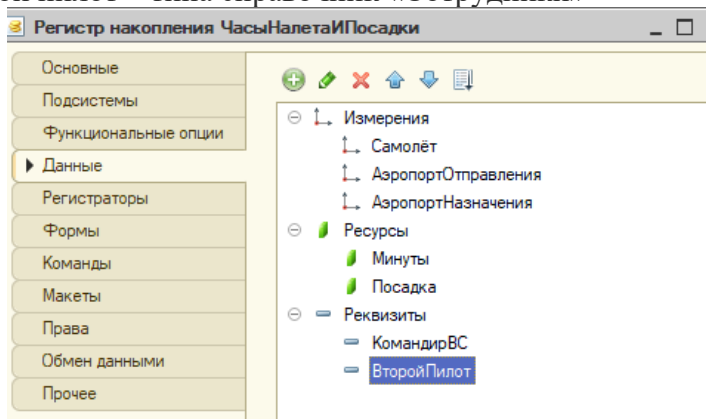 Регистр накопления ЧасыНалетаИПосадки
Основные
Подсистемы
Функциональные опции
Данные
Регистраторы
Формы
Команды
Макеты
Права
Обмен данными
Прочее
Измерения
Самолёт
АэропортОтправления
АэропортНазначения
Ресурсы
Минуты
Посадка
Реквизиты
КомандирВС
ВторойПилот